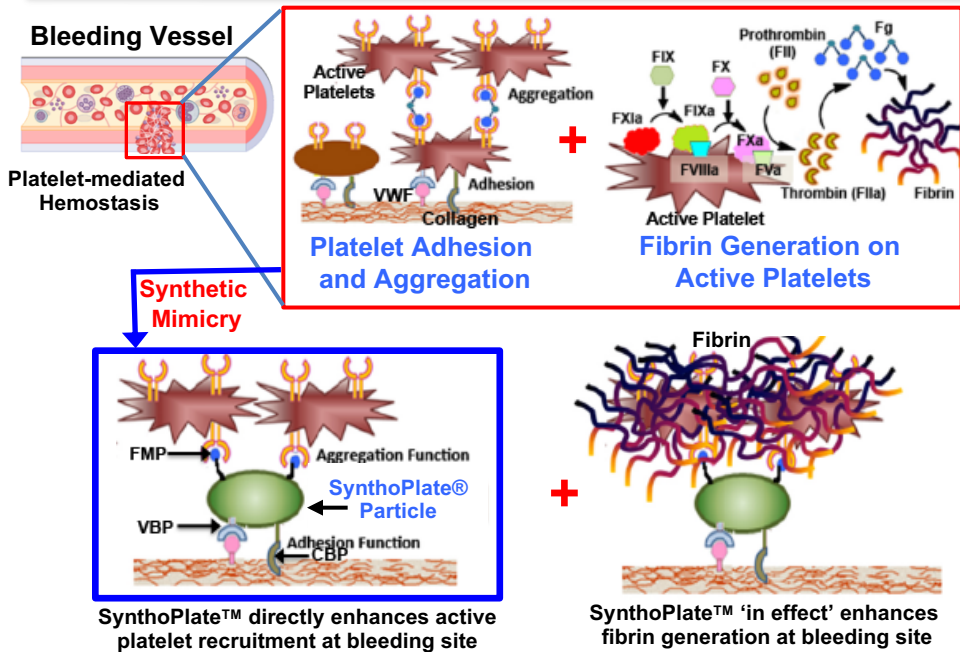 Bleeding Vessel
Platelet-mediated
Hemostasis
Active
Platelets
Aggregation
VWF
Adhesion
Collagen
Platelet Adhesion
and Aggregation
+
FIX
FX
Prothrombin
(FII)
Fg
FXIa
FIXa
FXa
FVIIIa
FVa
Thrombin (FIIa)
Fibrin
Active Platelet
Fibrin Generation on
Active Platelets
Synthetic
Mimicry
FMP
Aggregation Function
SynthoPlate®
Particle
VBP
Adhesion Function
CBP
SynthoPlate™ directly enhances active
platelet recruitment at bleeding site
+
Fibrin
SynthoPlate™ ‘in effect’ enhances
fibrin generation at bleeding site